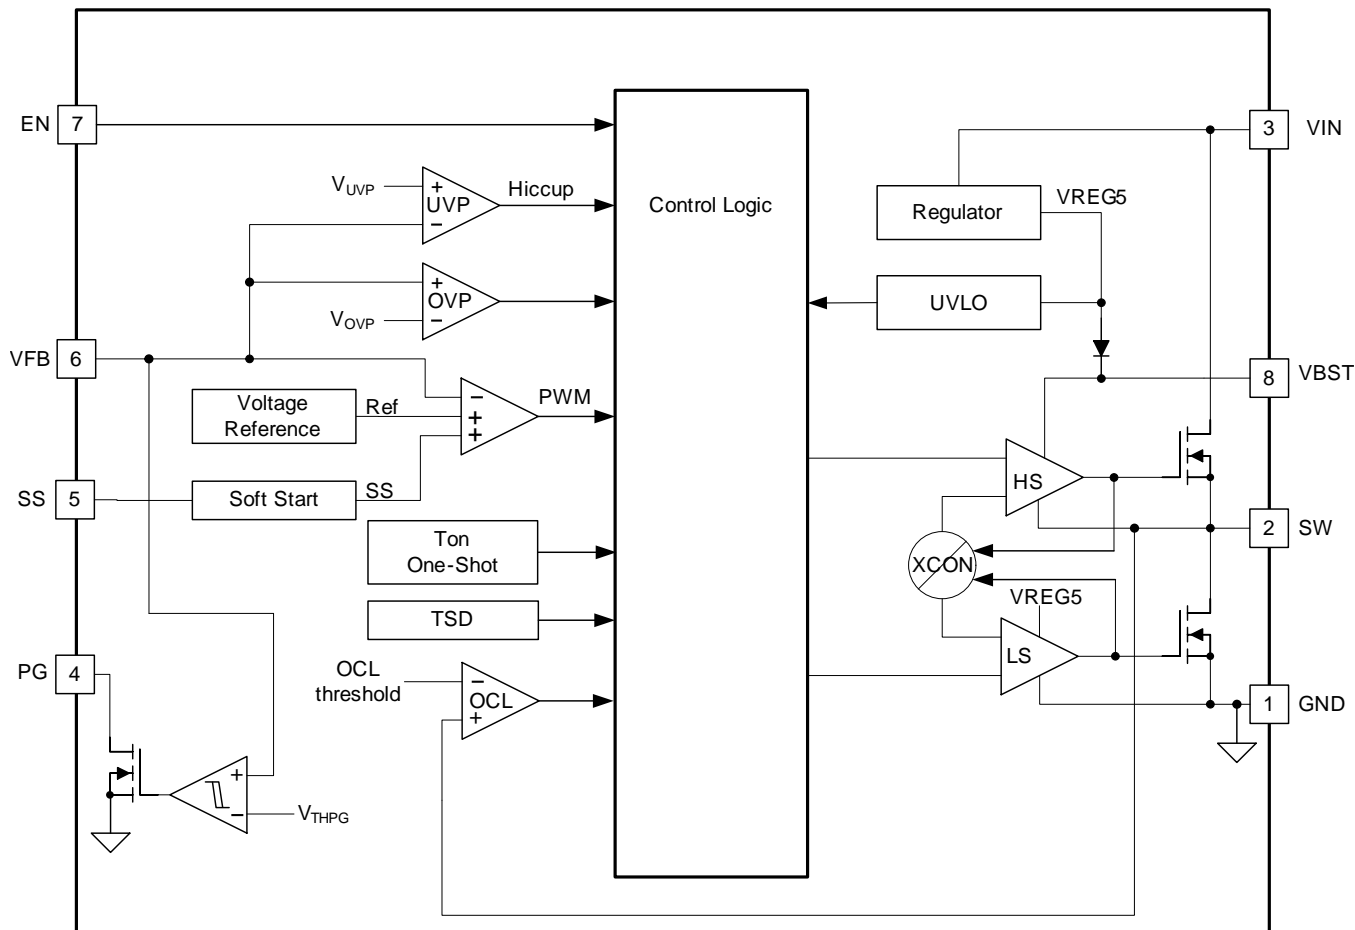 EN 7
3 VIN
VUVP + UVP − Hiccup
Control Logic
Regulator VREG5
+ OVP −
VOVP
UVLO
VFB 6
8 VBST
Voltage
Reference
Ref
− + +
PWM
SS 5
Soft Start
SS
HS
2 SW
Ton
One-Shot
XCON
VREG5
TSD
LS
PG 4
OCL
threshold
− OCL +
1 GND
+ −
VTHPG